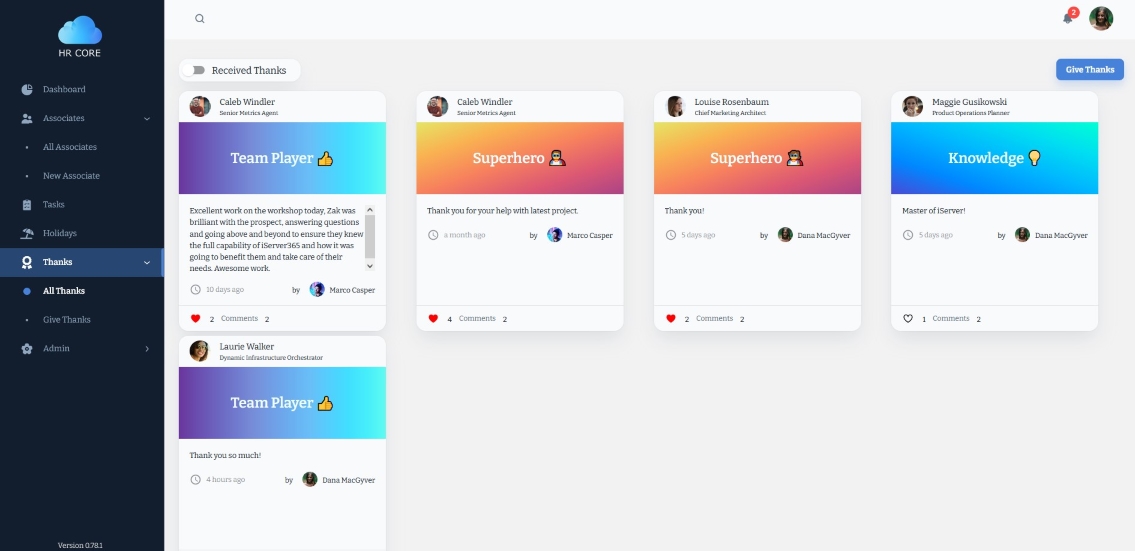 HR CORE
Dashboard
Associates
All Associates
New Associate
Tasks
Holidays
Thanks
All Thanks
Give Thanks
Admin
Version 0.78.1
2
Received Thanks
Give Thanks
Caleb Windler
Senior Metrics Agent
Team Player
Excellent work on the workshop today, Zak was
brilliant with the prospect, answering questions
and going above and beyond to ensure they knew
the full capability of iServer365 and how it was
going to benefit them and take care of their
needs. Awesome work.
10 days ago by Marco Casper
2 Comments 2
Caleb Windler
Senior Metrics Agent
Superhero
Thank you for your help with latest project.
a month ago by Marco Casper
4 Comments 2
Louise Rosenbaum
Chief Marketing Architect
Superhero
Thank you!
5 days ago by Dana MacGyver
2 Comments 2
Maggie Gusikowski
Product Operations Planner
Knowledge
Master of iServer!
5 days ago by Dana MacGyver
1 Comments 2
Laurie Walker
Dynamic Infrastructure Orchestrator
Team Player
Thank you so much!
4 hours ago by Dana MacGyver